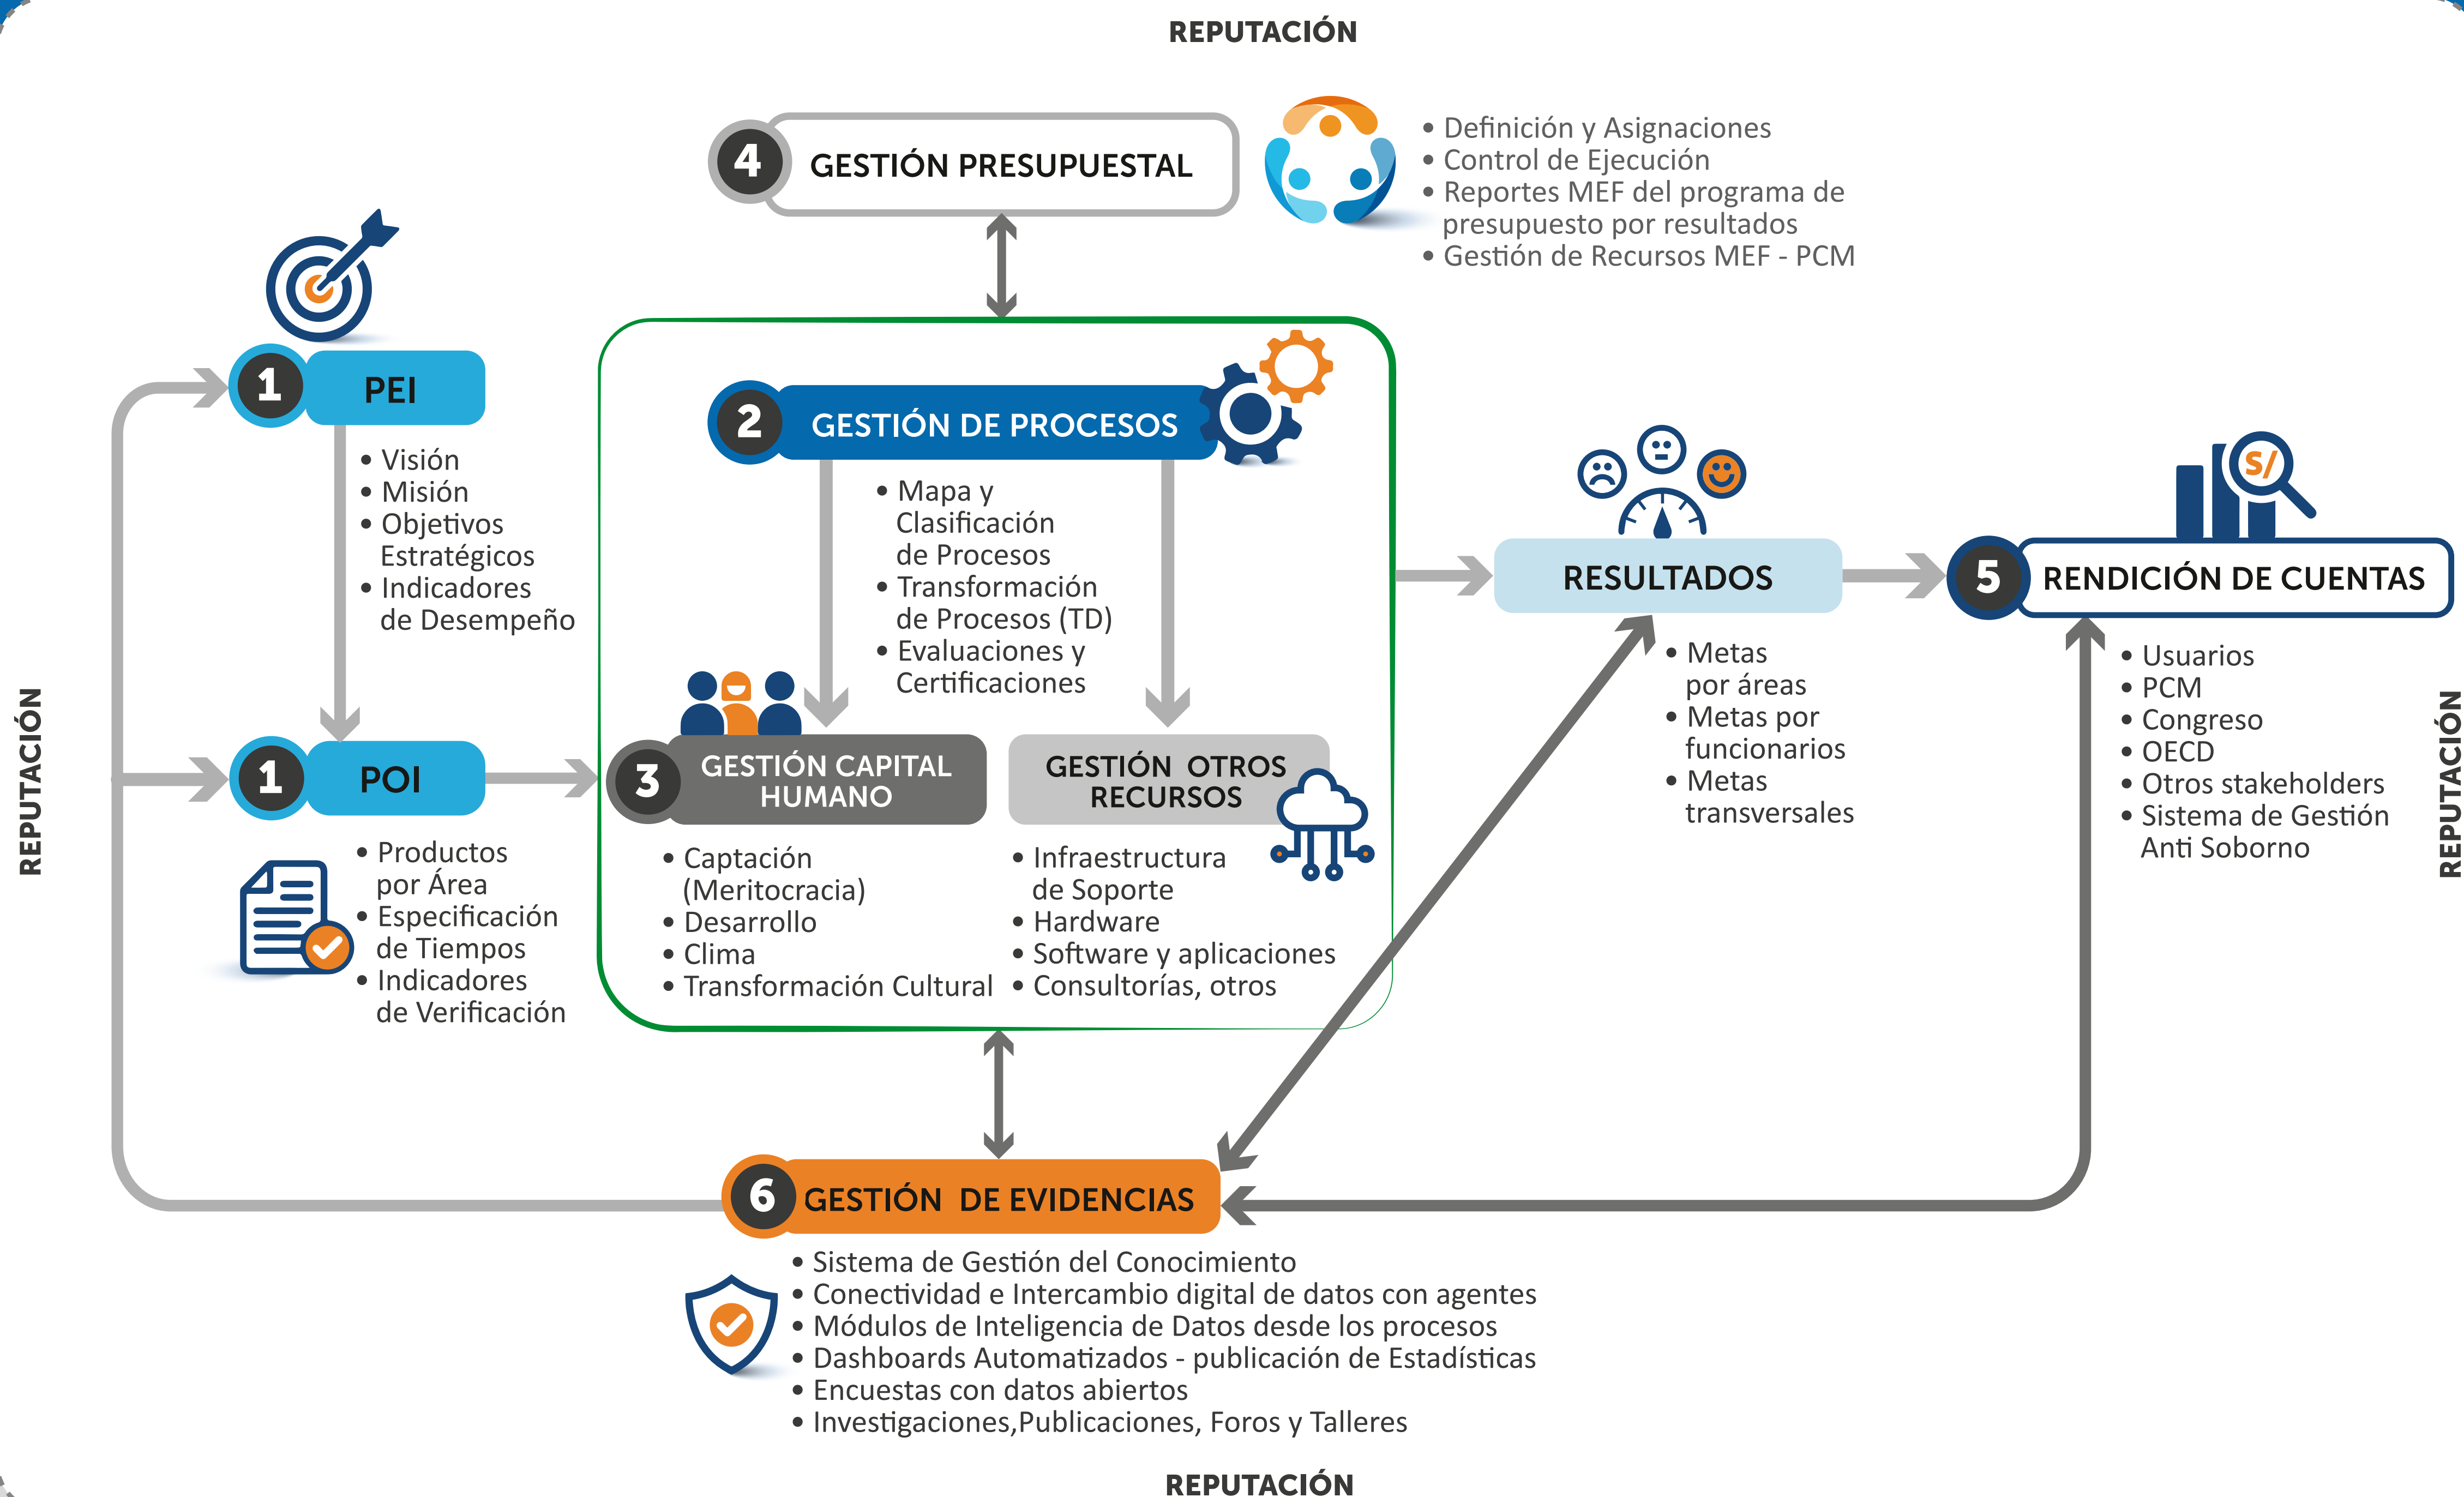 REPUTACIÓN
4
GESTIÓN PRESUPUESTAL
• Definición y Asignaciones
• Control de Ejecución
• Reportes MEF del programa de
presupuesto por resultados
• Gestión de Recursos MEF - PCM
1
PEI
• Visión
• Misión
• Objetivos
Estratégicos
• Indicadores
de Desempeño
1
POI
• Productos
por Área
• Especificación
de Tiempos
• Indicadores
de Verificación
2
GESTIÓN DE PROCESOS
• Mapa y
Clasificación
de Procesos
• Transformación
de Procesos (TD)
• Evaluaciones y
Certificaciones
3
GESTIÓN CAPITAL
HUMANO
• Captación
(Meritocracia)
• Desarrollo
• Clima
• Transformación Cultural
GESTIÓN OTROS
RECURSOS
• Infraestructura
de Soporte
• Hardware
• Software y aplicaciones
• Consultorías, otros
RESULTADOS
• Metas
por áreas
• Metas por
funcionarios
• Metas
transversales
S/
5
RENDICIÓN DE CUENTAS
• Usuarios
• PCM
• Congreso
• OECD
• Otros stakeholders
• Sistema de Gestión
Anti Soborno
REPUTACIÓN
REPUTACIÓN
6
GESTIÓN DE EVIDENCIAS
• Sistema de Gestión del Conocimiento
• Conectividad e Intercambio digital de datos con agentes
• Módulos de Inteligencia de Datos desde los procesos
• Dashboards Automatizados - publicación de Estadísticas
• Encuestas con datos abiertos
• Investigaciones,Publicaciones, Foros y Talleres
REPUTACIÓN